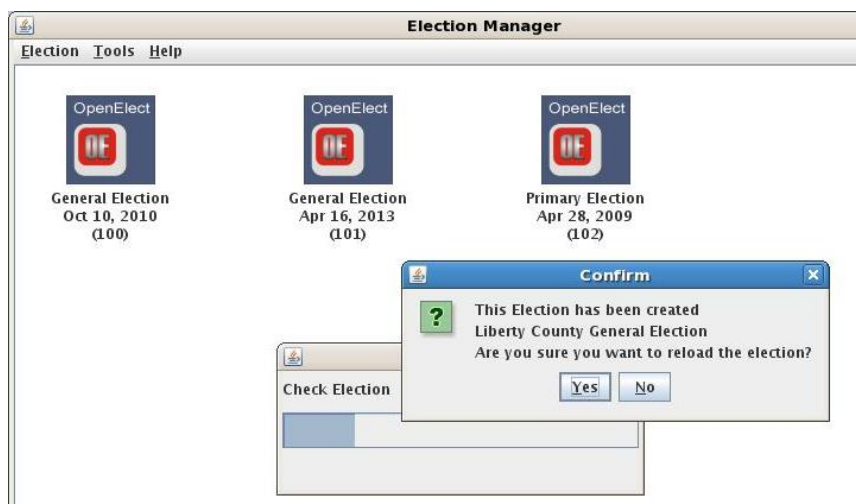 Election Manager
Election Tools Help
OpenElect
OE
General Election
Oct 10, 2010
(100)
OpenElect
OE
General Election
Apr 16, 2013
(101)
OpenElect
OE
Primary Election
Apr 28, 2009
(102)
Confirm
?
This Election has been created
Liberty County General Election
Are you sure you want to reload the election?
Yes No
Check Election